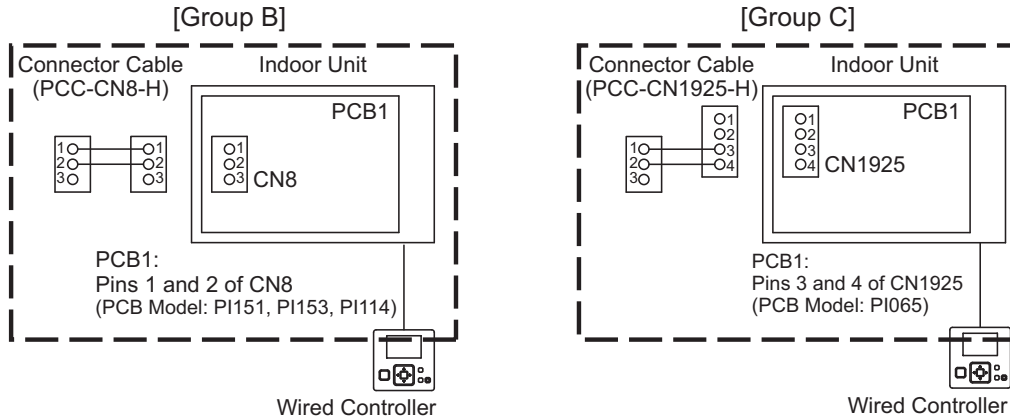 [Group B]
Connector Cable
(PCC-CN8-H)
Indoor Unit
PCB1
1 1
2 2
3 3
1
2
3
CN8
PCB1:
Pins 1 and 2 of CN8
(PCB Model: PI151, PI153, PI114)
Wired Controller
[Group C]
Connector Cable
(PCC-CN1925-H)
Indoor Unit
PCB1
1
2
1 3
2 4
3
1
2
3
4
CN1925
PCB1:
Pins 3 and 4 of CN1925
(PCB Model: PI065)
Wired Controller